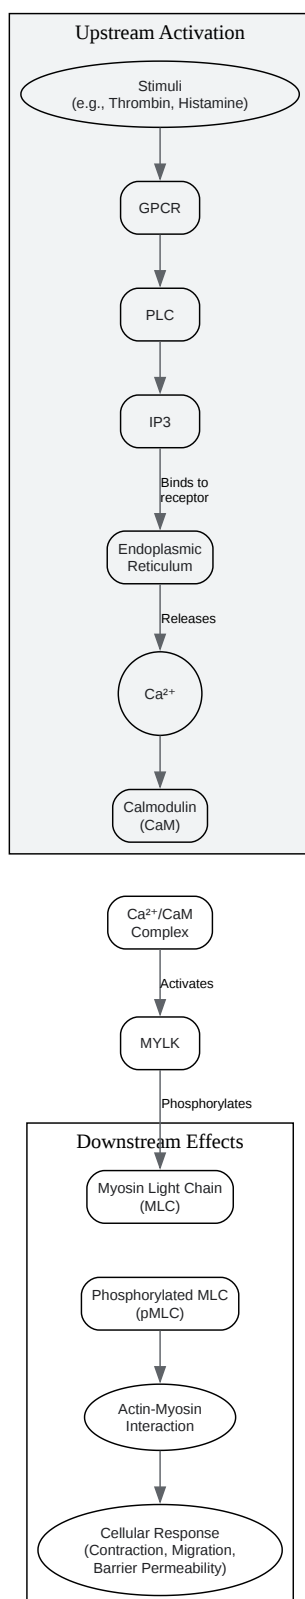 Upstream Activation
Stimuli
(e.g., Thrombin, Histamine)
GPCR
PLC
IP3
Binds to
receptor
Endoplasmic
Reticulum
Releases
Ca²⁺
Calmodulin
(CaM)
Ca²⁺/CaM
Complex
Activates
MYLK
Phosphorylates
Downstream Effects
Myosin Light Chain
(MLC)
Phosphorylated MLC
(pMLC)
Actin-Myosin
Interaction
Cellular Response
(Contraction, Migration,
Barrier Permeability)